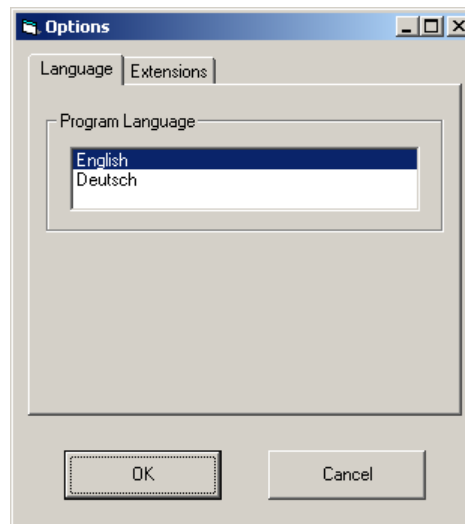 Options
Language Extensions
Program Language
English
Deutsch
OK Cancel